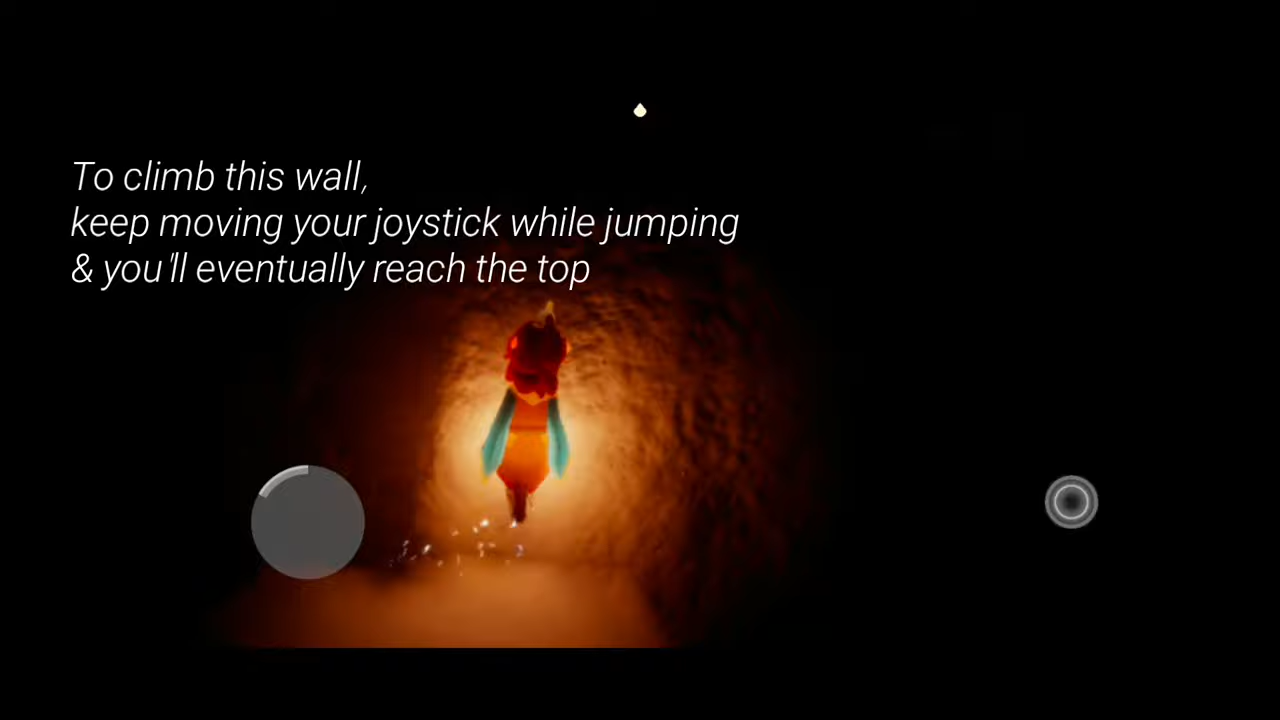 To climb this wall,
keep moving your joystick while jumping
& you'll eventually reach the top